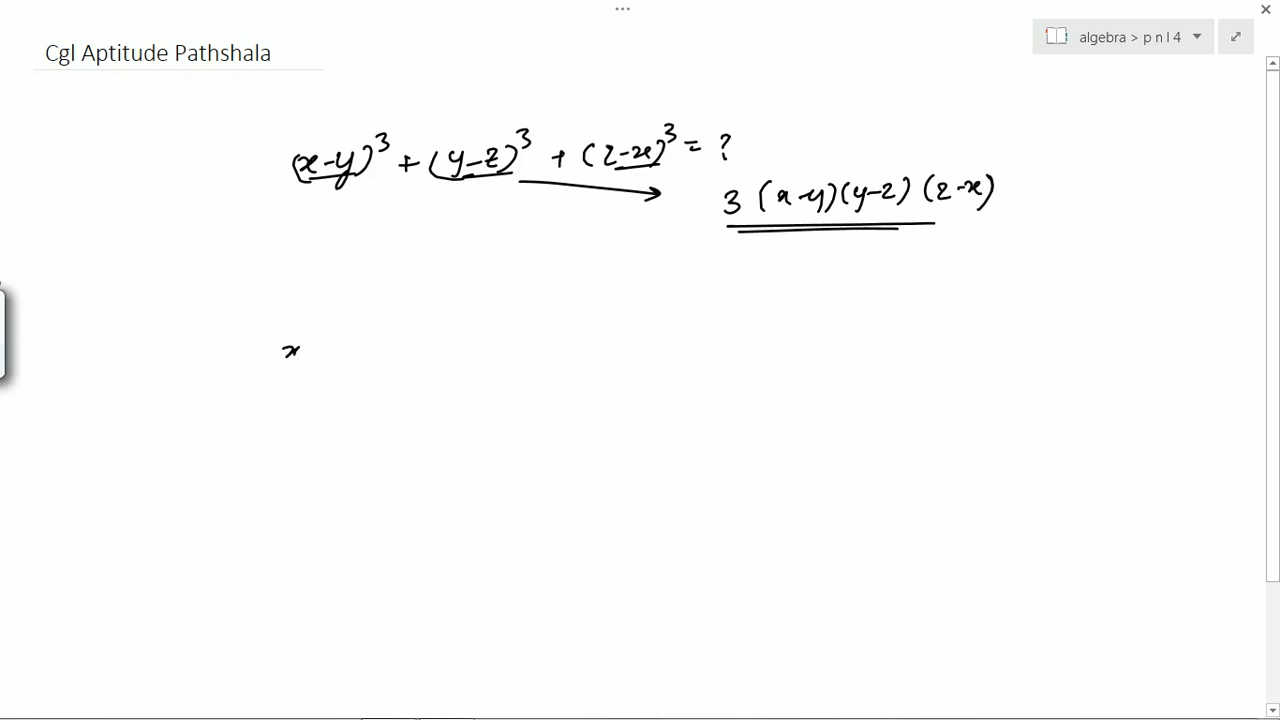 ...
algebra > p n l 4
Cgl Aptitude Pathshala
(x-y)³ + (y-z)³ + (z-x)³ = ?
3 (x-y)(y-z) (z-x)
x